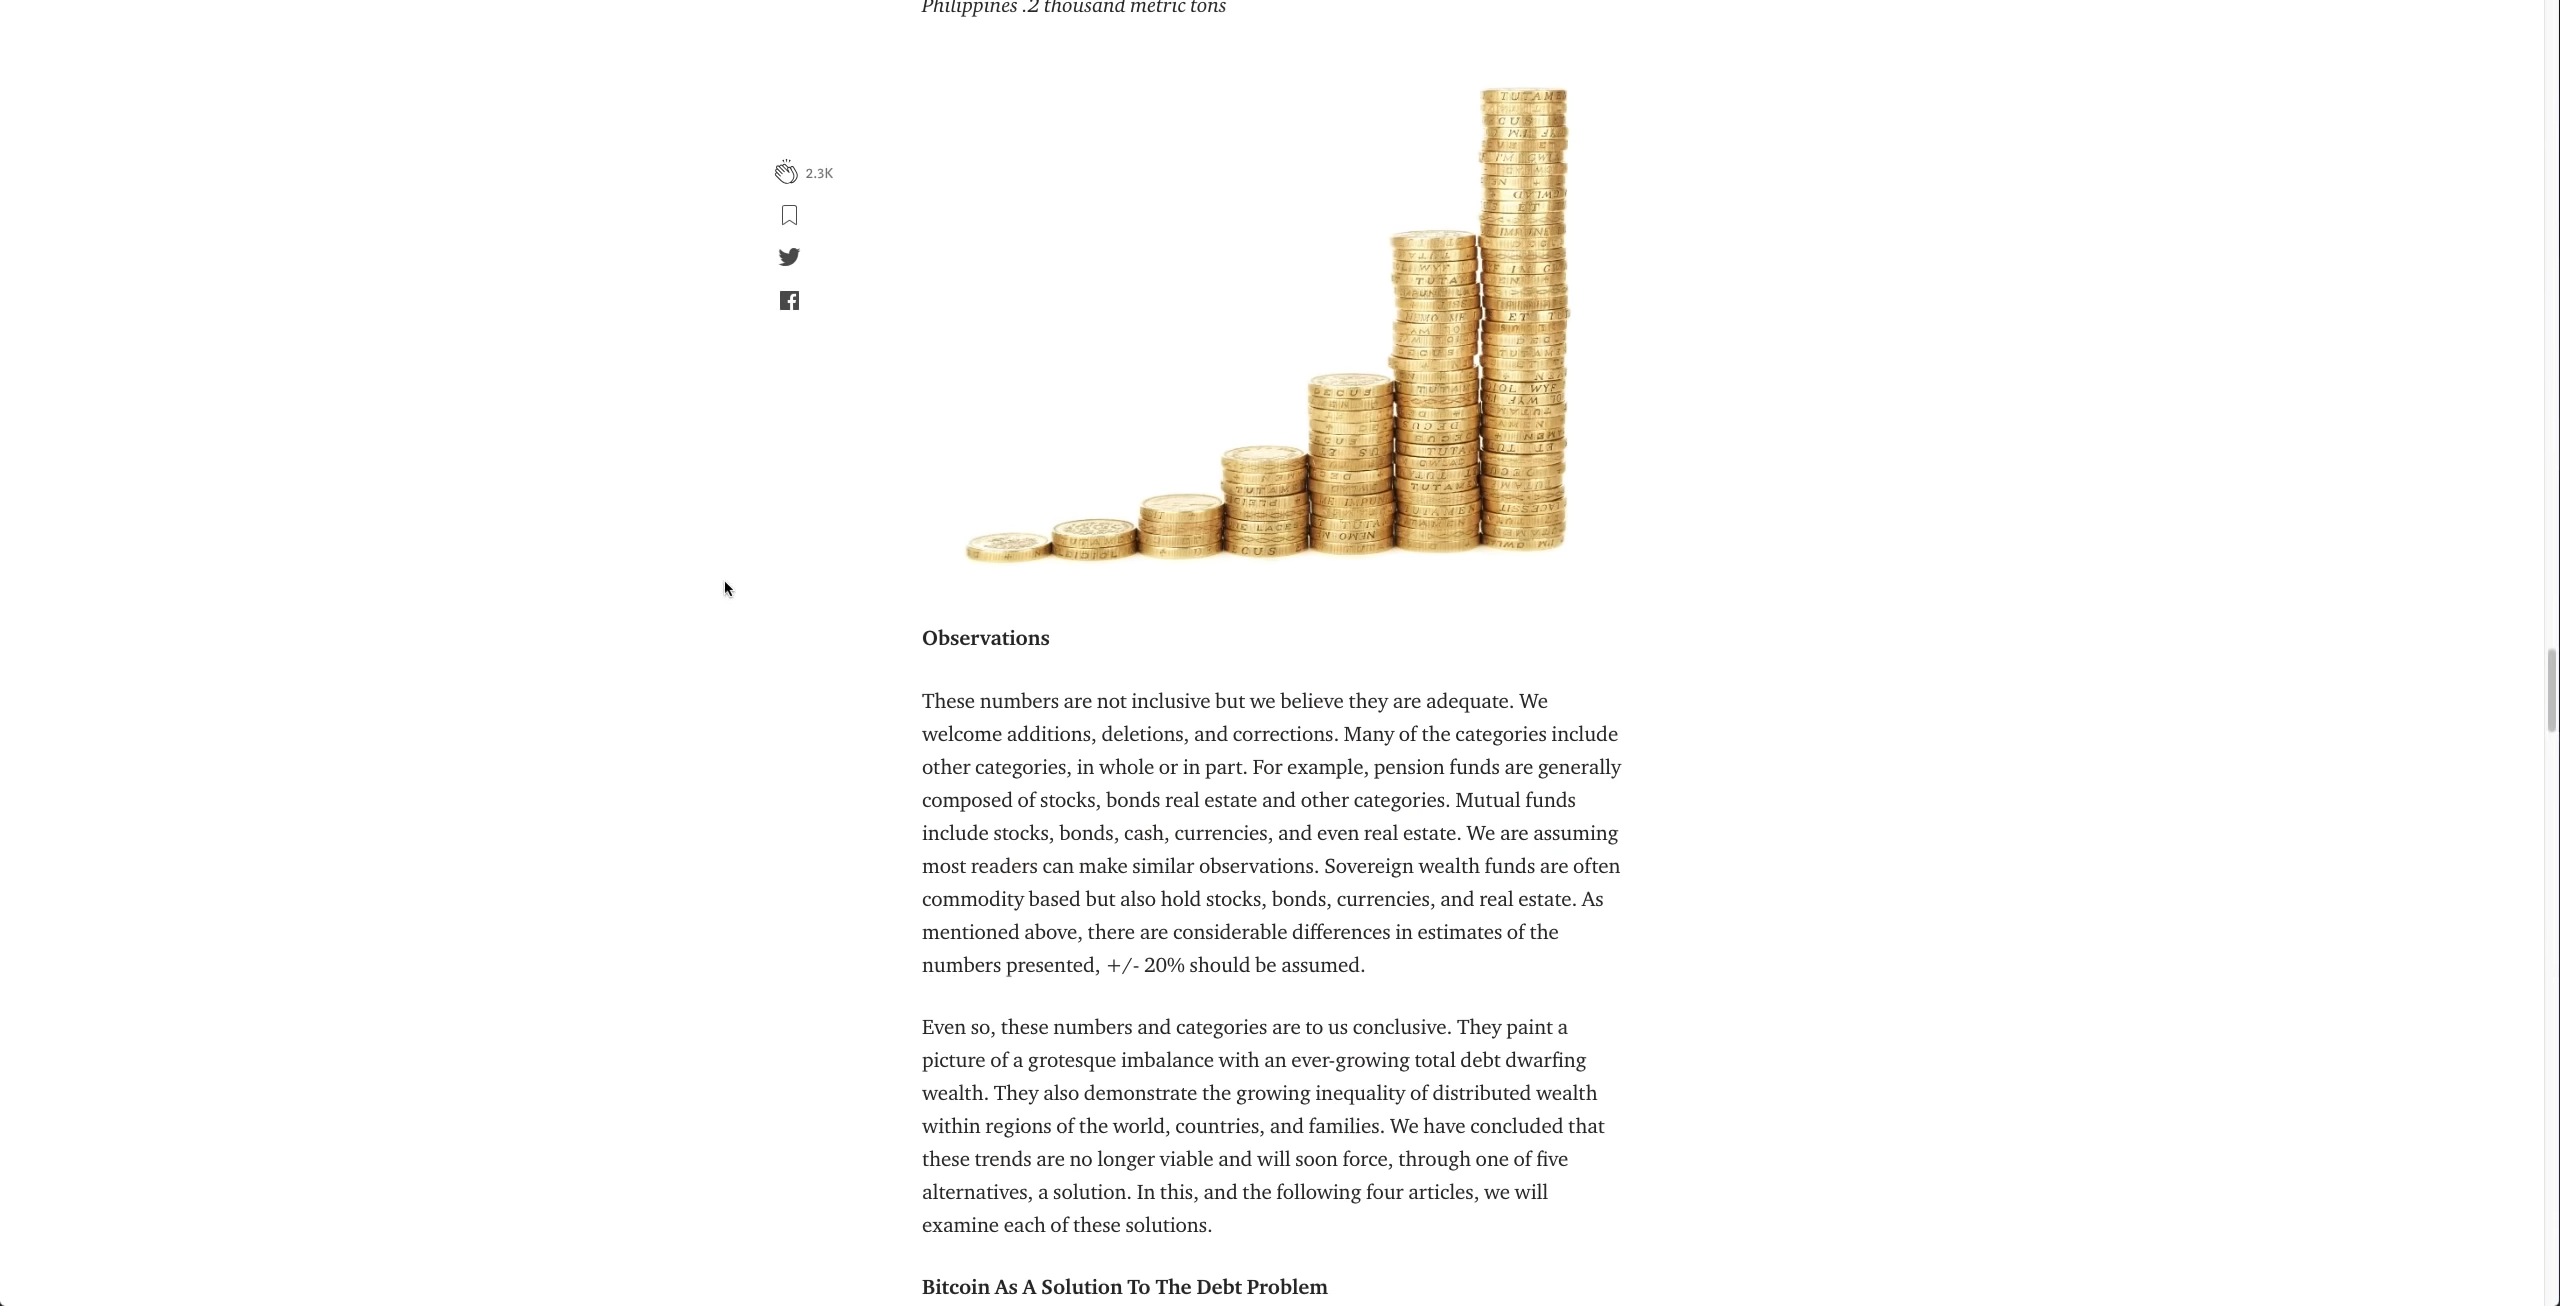 Philippines .2 thousand metric tons
2.3K
Observations
These numbers are not inclusive but we believe they are adequate. We
welcome additions, deletions, and corrections. Many of the categories include
other categories, in whole or in part. For example, pension funds are generally
composed of stocks, bonds real estate and other categories. Mutual funds
include stocks, bonds, cash, currencies, and even real estate. We are assuming
most readers can make similar observations. Sovereign wealth funds are often
commodity based but also hold stocks, bonds, currencies, and real estate. As
mentioned above, there are considerable differences in estimates of the
numbers presented, +/- 20% should be assumed.
Even so, these numbers and categories are to us conclusive. They paint a
picture of a grotesque imbalance with an ever-growing total debt dwarfing
wealth. They also demonstrate the growing inequality of distributed wealth
within regions of the world, countries, and families. We have concluded that
these trends are no longer viable and will soon force, through one of five
alternatives, a solution. In this, and the following four articles, we will
examine each of these solutions.
Bitcoin As A Solution To The Debt Problem